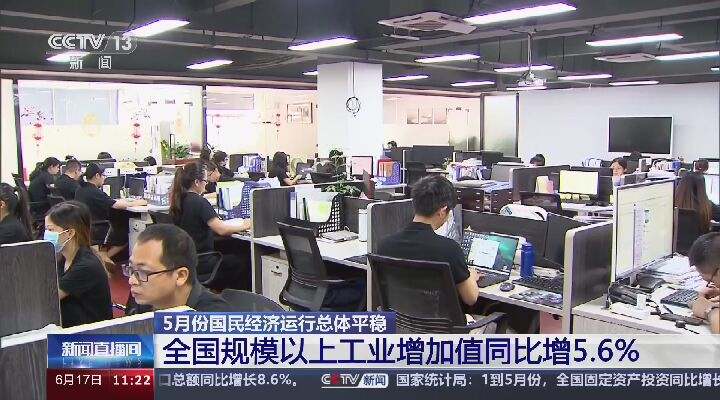 CCTV 13
新闻
5月份国民经济运行总体平稳
新闻直播间
全国规模以上工业增加值同比增5.6%
6月17日 11:22
口总额同比增长8.6%。 CCTV 新闻 国家统计局:1到5月份,全国固定资产投资同比增长